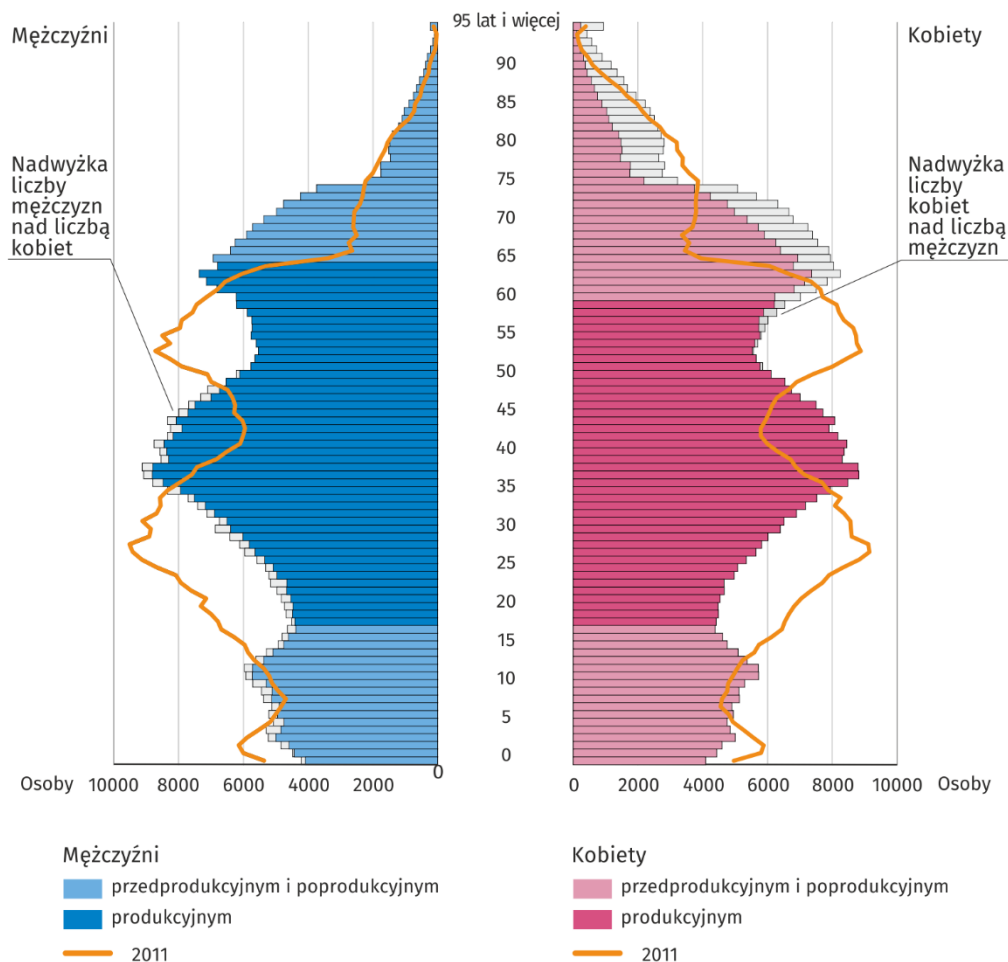 95 lat i więcej
Mężczyźni
Kobiety
90
85
80
75
70
65
60
55
50
45
40
35
30
25
20
15
10
5
0
Nadwyżka
liczby
mężczyzn
nad liczbą
kobiet
Nadwyżka
liczby
kobiet
nad liczbą
mężczyzn
Osoby 10000 8000 6000 4000 2000 0
0 2000 4000 6000 8000 10000 Osoby
Mężczyźni
przedprodukcyjnym i poprodukcyjnym
produkcyjnym
2011
Kobiety
przedprodukcyjnym i poprodukcyjnym
produkcyjnym
2011